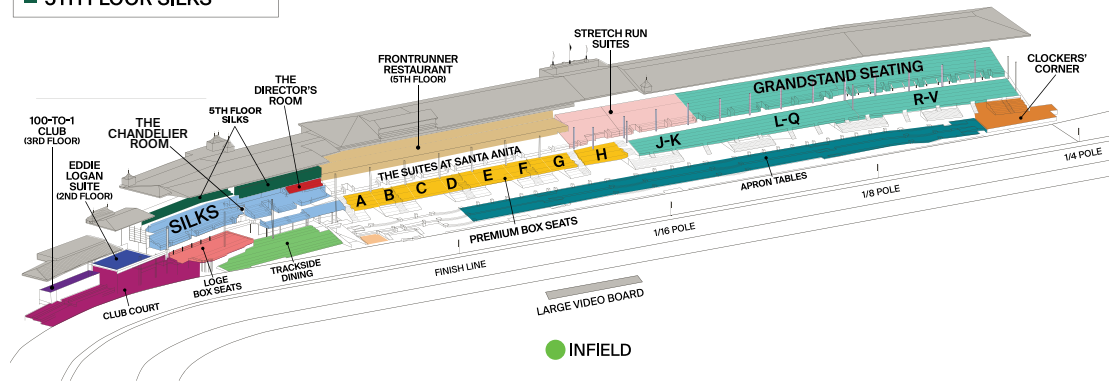 5TH FLOOR SILKS
STRETCH RUN
SUITES
FRONTRUNNER
RESTAURANT
(5TH FLOOR)
CLOCKERS'
CORNER
THE
DIRECTOR'S
ROOM
GRANDSTAND SEATING
5TH FLOOR
SILKS
100-TO-1
CLUB
(3RD FLOOR)
THE
CHANDELIER
ROOM
EDDIE
LOGAN
SUITE
(2ND FLOOR)
R-V
L-Q
J-K
THE SUITES AT SANTA ANITA
A B C D E F G H
SILKS
1/4 POLE
APRON TABLES
1/8 POLE
PREMIUM BOX SEATS
1/16 POLE
FINISH LINE
TRACKSIDE
DINING
LOGE
BOX SEATS
CLUB COURT
LARGE VIDEO BOARD
INFIELD